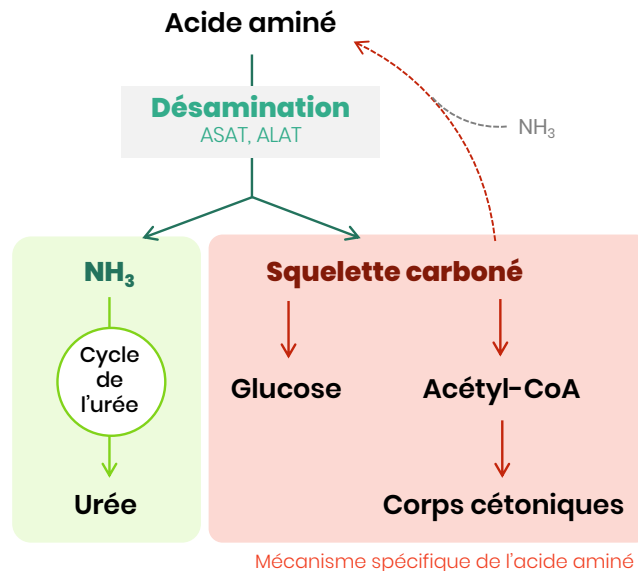 Acide aminé
Désamination
ASAT, ALAT
NH₃
NH₃
Squelette carboné
Cycle
de
l'urée
Glucose
Acétyl-CoA
Urée
Corps cétoniques
Mécanisme spécifique de l'acide aminé